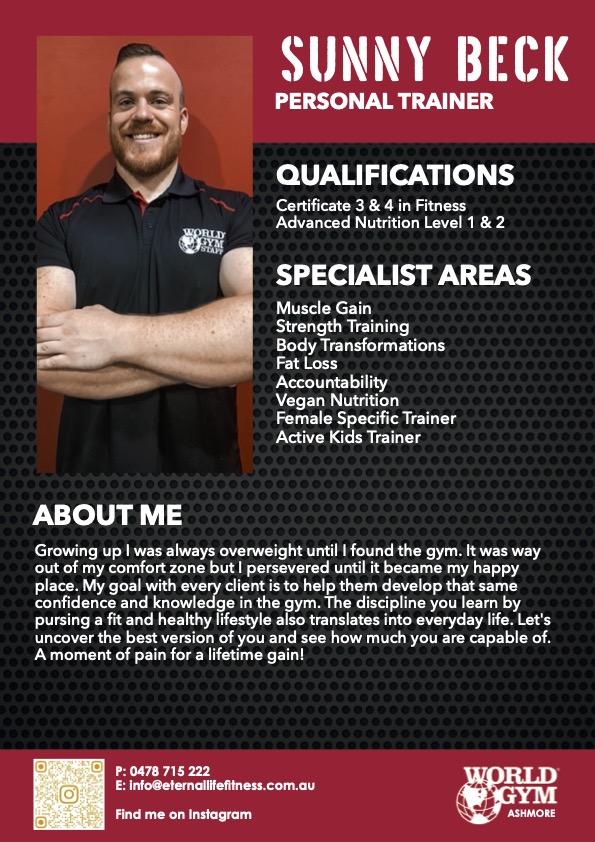 SUNNY BECK
PERSONAL TRAINER
WORLD
GYM
STAFF
QUALIFICATIONS
Certificate 3 & 4 in Fitness
Advanced Nutrition Level 1 & 2
SPECIALIST AREAS
Muscle Gain
Strength Training
Body Transformations
Fat Loss
Accountability
Vegan Nutrition
Female Specific Trainer
Active Kids Trainer
ABOUT ME
Growing up I was always overweight until I found the gym. It was way
out of my comfort zone but I persevered until it became my happy
place. My goal with every client is to help them develop that same
confidence and knowledge in the gym. The discipline you learn by
pursing a fit and healthy lifestyle also translates into everyday life. Let's
uncover the best version of you and see how much you are capable of.
A moment of pain for a lifetime gain!
P: 0478 715 222
E: info@eternallifefitness.com.au
Find me on Instagram
WORLD
GYM
ASHMORE